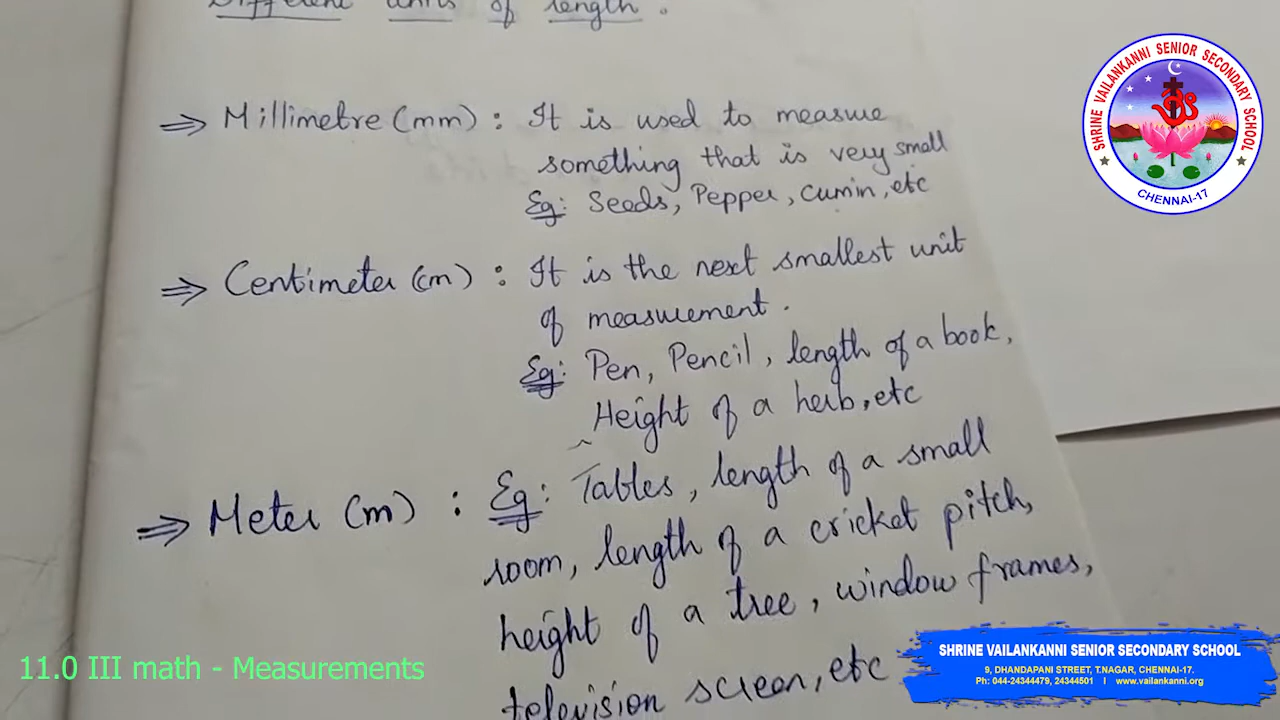 Different units of length.
⇒ Millimetre (mm) : It is used to measure
something that is very small
Eg: Seeds, Pepper, cumin, etc
⇒ Centimeter (cm) : It is the next smallest unit
of measurement.
Eg: Pen, Pencil, length of a book,
Height of a herb, etc
⇒ Meter (m) : Eg: Tables, length of a small
room, length of a cricket pitch,
height of a tree, window frames,
television screen, etc
SHRINE VAILANKANNI SENIOR SECONDARY SCHOOL
CHENNAI-17
11.0 III math - Measurements
SHRINE VAILANKANNI SENIOR SECONDARY SCHOOL
9, DHANDAPANI STREET, T.NAGAR, CHENNAI-17.
Ph: 044-24344479, 24344501 I www.vailankanni.org